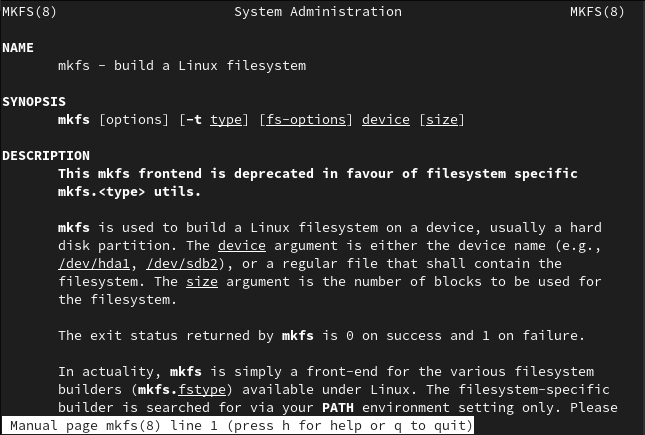 MKFS(8) System Administration MKFS(8)
NAME
mkfs - build a Linux filesystem
SYNOPSIS
mkfs [options] [-t type] [fs-options] device [size]
DESCRIPTION
This mkfs frontend is deprecated in favour of filesystem specific
mkfs.<type> utils.
mkfs is used to build a Linux filesystem on a device, usually a hard
disk partition. The device argument is either the device name (e.g.,
/dev/hda1, /dev/sdb2), or a regular file that shall contain the
filesystem. The size argument is the number of blocks to be used for
the filesystem.
The exit status returned by mkfs is 0 on success and 1 on failure.
In actuality, mkfs is simply a front-end for the various filesystem
builders (mkfs.fstype) available under Linux. The filesystem-specific
builder is searched for via your PATH environment setting only. Please
Manual page mkfs(8) line 1 (press h for help or q to quit)